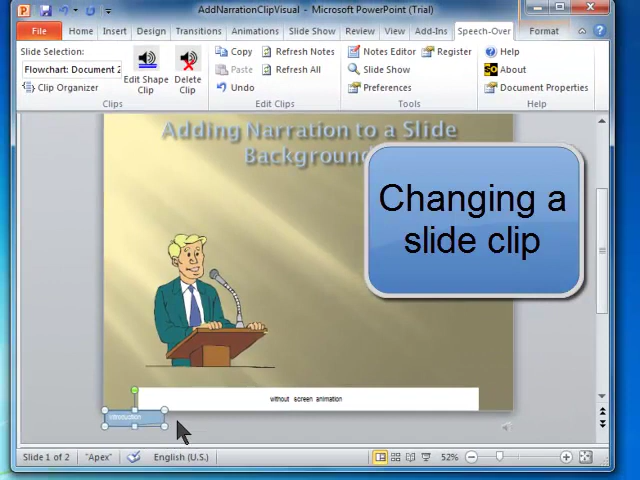 AddNarrationClipVisual - Microsoft PowerPoint (Trial)
File Home Insert Design Transitions Animations Slide Show Review View Add-Ins Speech-Over Format
Slide Selection:
Flowchart: Document 2
Clip Organizer
Edit Shape Clip
Delete Clip
Clips
Copy
Paste
Undo
Refresh Notes
Refresh All
Edit Clips
Notes Editor
Slide Show
Preferences
Register
Tools
Help
About
Document Properties
Help
Adding Narration to a Slide
Background
Changing a
slide clip
without screen animation
Introduction
Slide 1 of 2 "Apex" English (U.S.) 52%